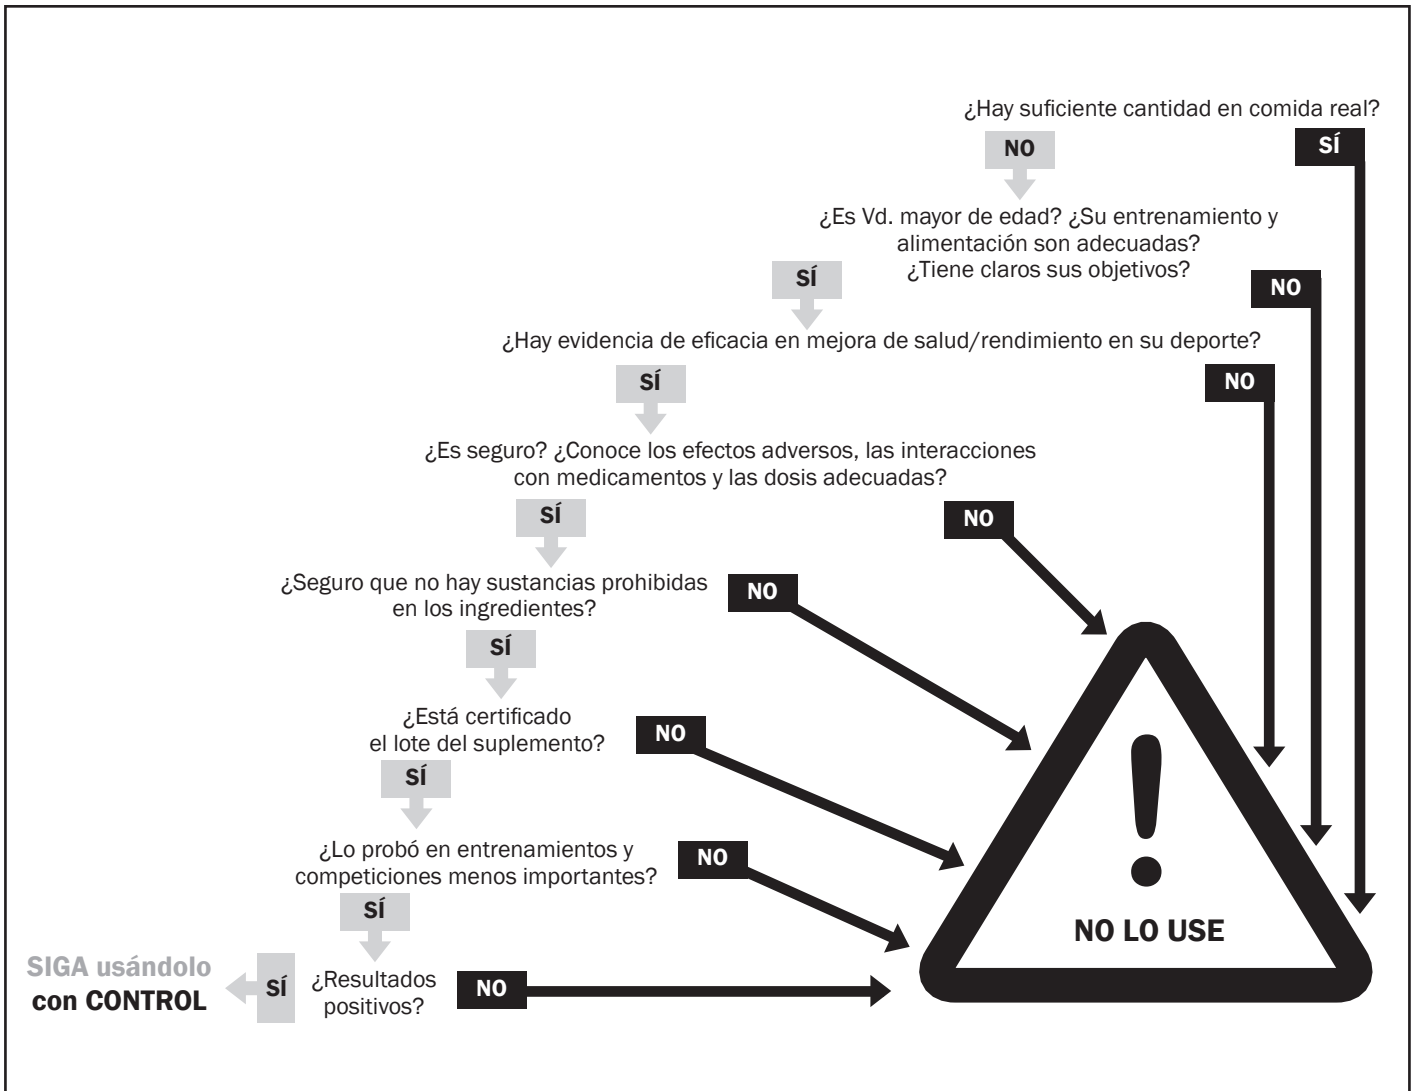 ¿Hay suficiente cantidad en comida real?
NO
SÍ
¿Es Vd. mayor de edad? ¿Su entrenamiento y
alimentación son adecuadas?
¿Tiene claros sus objetivos?
SÍ
NO
¿Hay evidencia de eficacia en mejora de salud/rendimiento en su deporte?
SÍ
NO
¿Es seguro? ¿Conoce los efectos adversos, las interacciones
con medicamentos y las dosis adecuadas?
SÍ
NO
¿Seguro que no hay sustancias prohibidas
en los ingredientes?
NO
SÍ
¿Está certificado
el lote del suplemento?
NO
SÍ
¿Lo probó en entrenamientos y
competiciones menos importantes?
NO
SÍ
¿Resultados
positivos?
NO
SÍ
SIGA usándolo
con CONTROL
!
NO LO USE